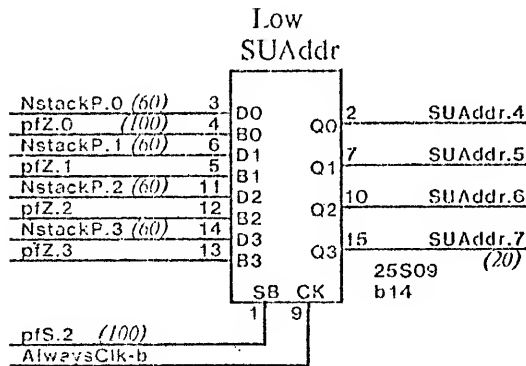 Low
SUAddr
NstackP.0 (60) 3 D0
pfZ.0 (100) 4 B0
NstackP.1 (60) 6 D1
pfZ.1 5 B1
NstackP.2 (60) 11 D2
pfZ.2 12 B2
NstackP.3 (60) 14 D3
pfZ.3 13 B3
Q0 2 SUAddr.4
Q1 7 SUAddr.5
Q2 10 SUAddr.6
Q3 15 SUAddr.7
(20)
25S09
b14
SB CK
1 9
pfS.2 (100)
AlwaysClk-b